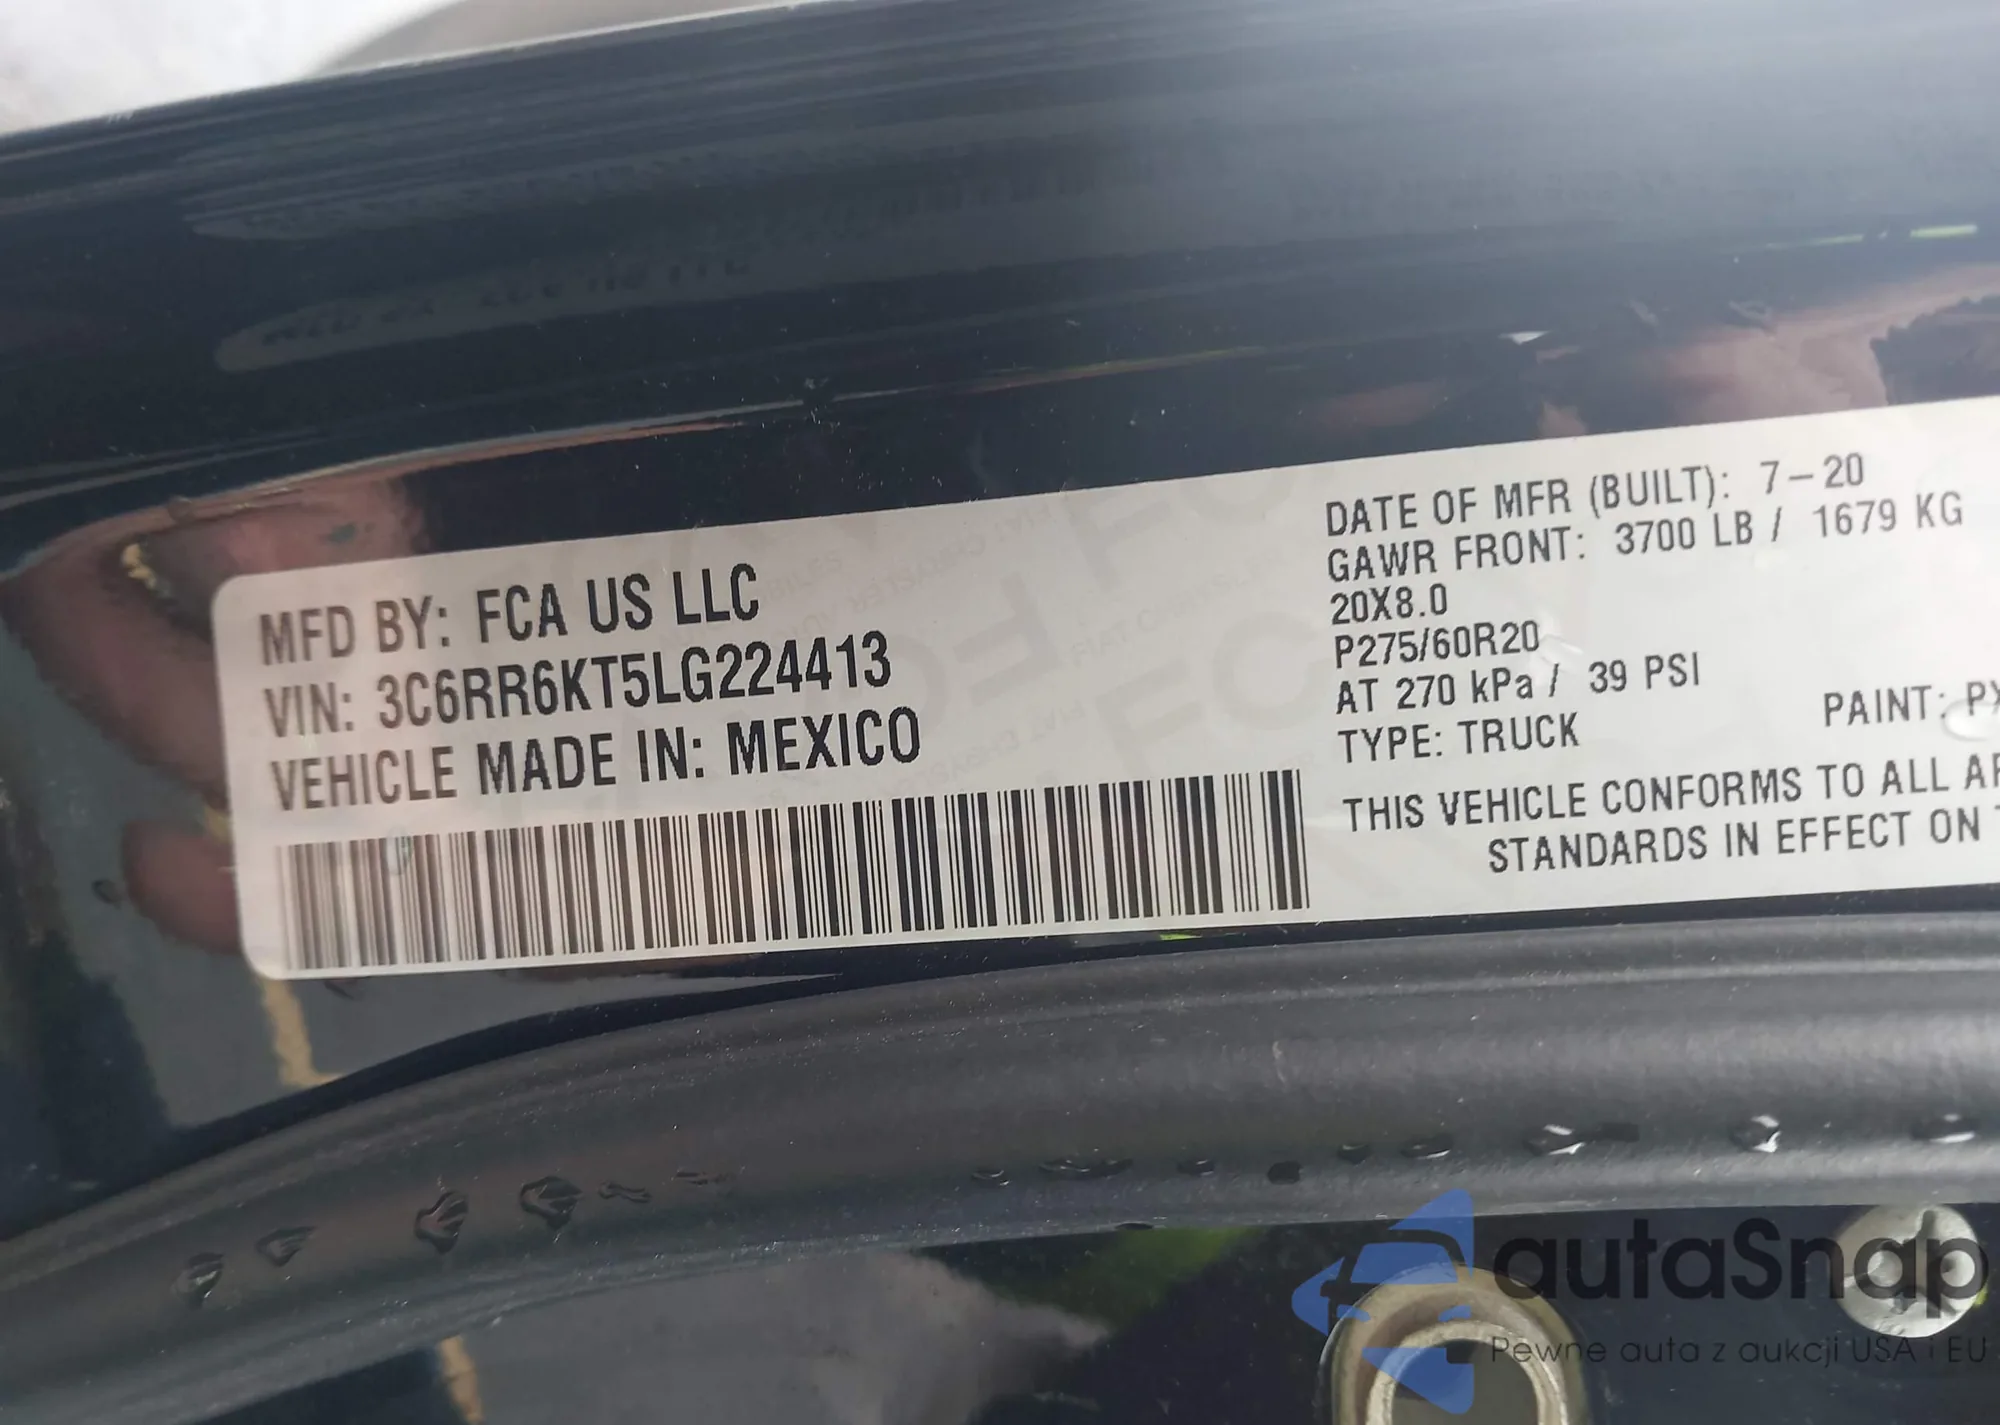 MFD BY: FCA US LLC
VIN: 3C6RR6KT5LG224413
VEHICLE MADE IN: MEXICO
DATE OF MFR (BUILT): 7-20
GAWR FRONT: 3700 LB / 1679 KG
20X8.0
P275/60R20
AT 270 kPa / 39 PSI
TYPE: TRUCK
PAINT: PX
THIS VEHICLE CONFORMS TO ALL AP
STANDARDS IN EFFECT ON T
autaSnap
Pewne auta z aukcji USA i EU